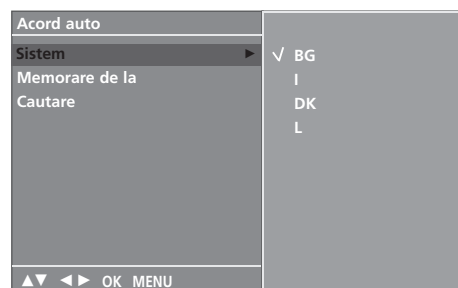 Acord auto
Sistem ►
Memorare de la
Cautare
√ BG
I
DK
L
▲▼ ◄► OK MENU